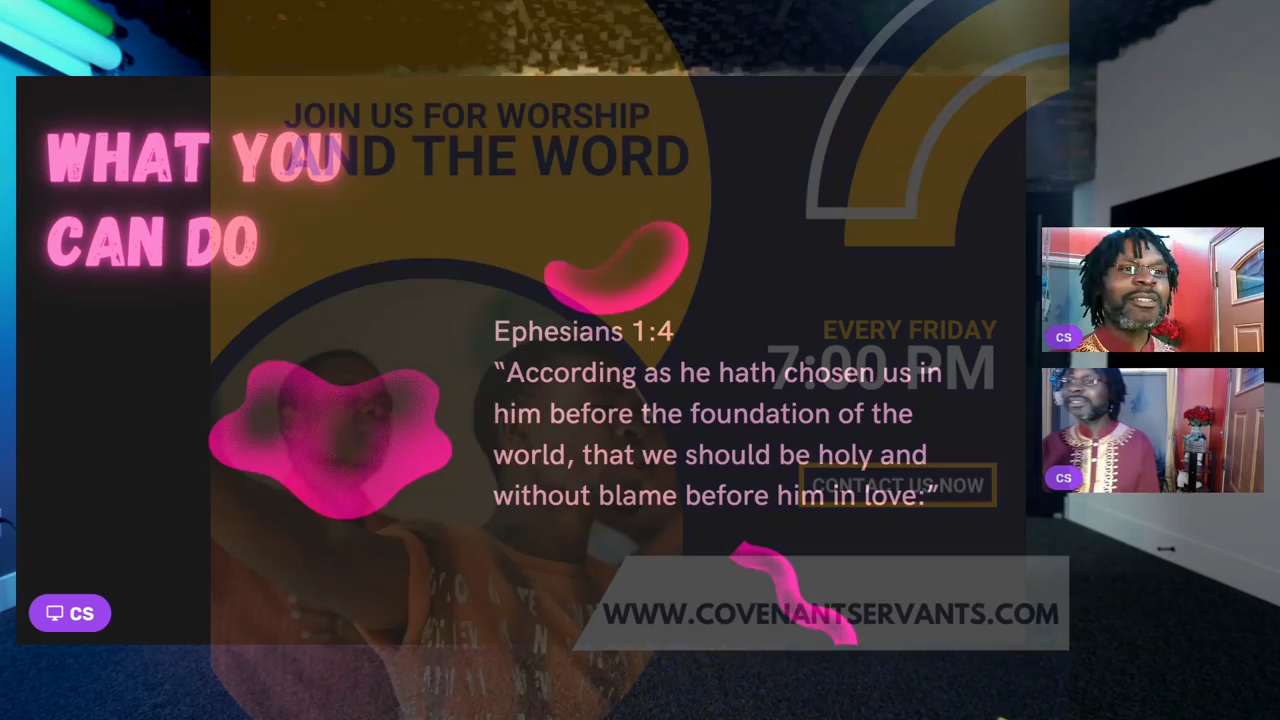 JOIN US FOR WORSHIP
AND THE WORD
WHAT YOU
CAN DO
Ephesians 1:4
“According as he hath chosen us in
him before the foundation of the
world, that we should be holy and
without blame before him in love:”
EVERY FRIDAY
7:00 PM
CONTACT US NOW
WWW.COVENANTSERVANTS.COM
CS
CS
CS